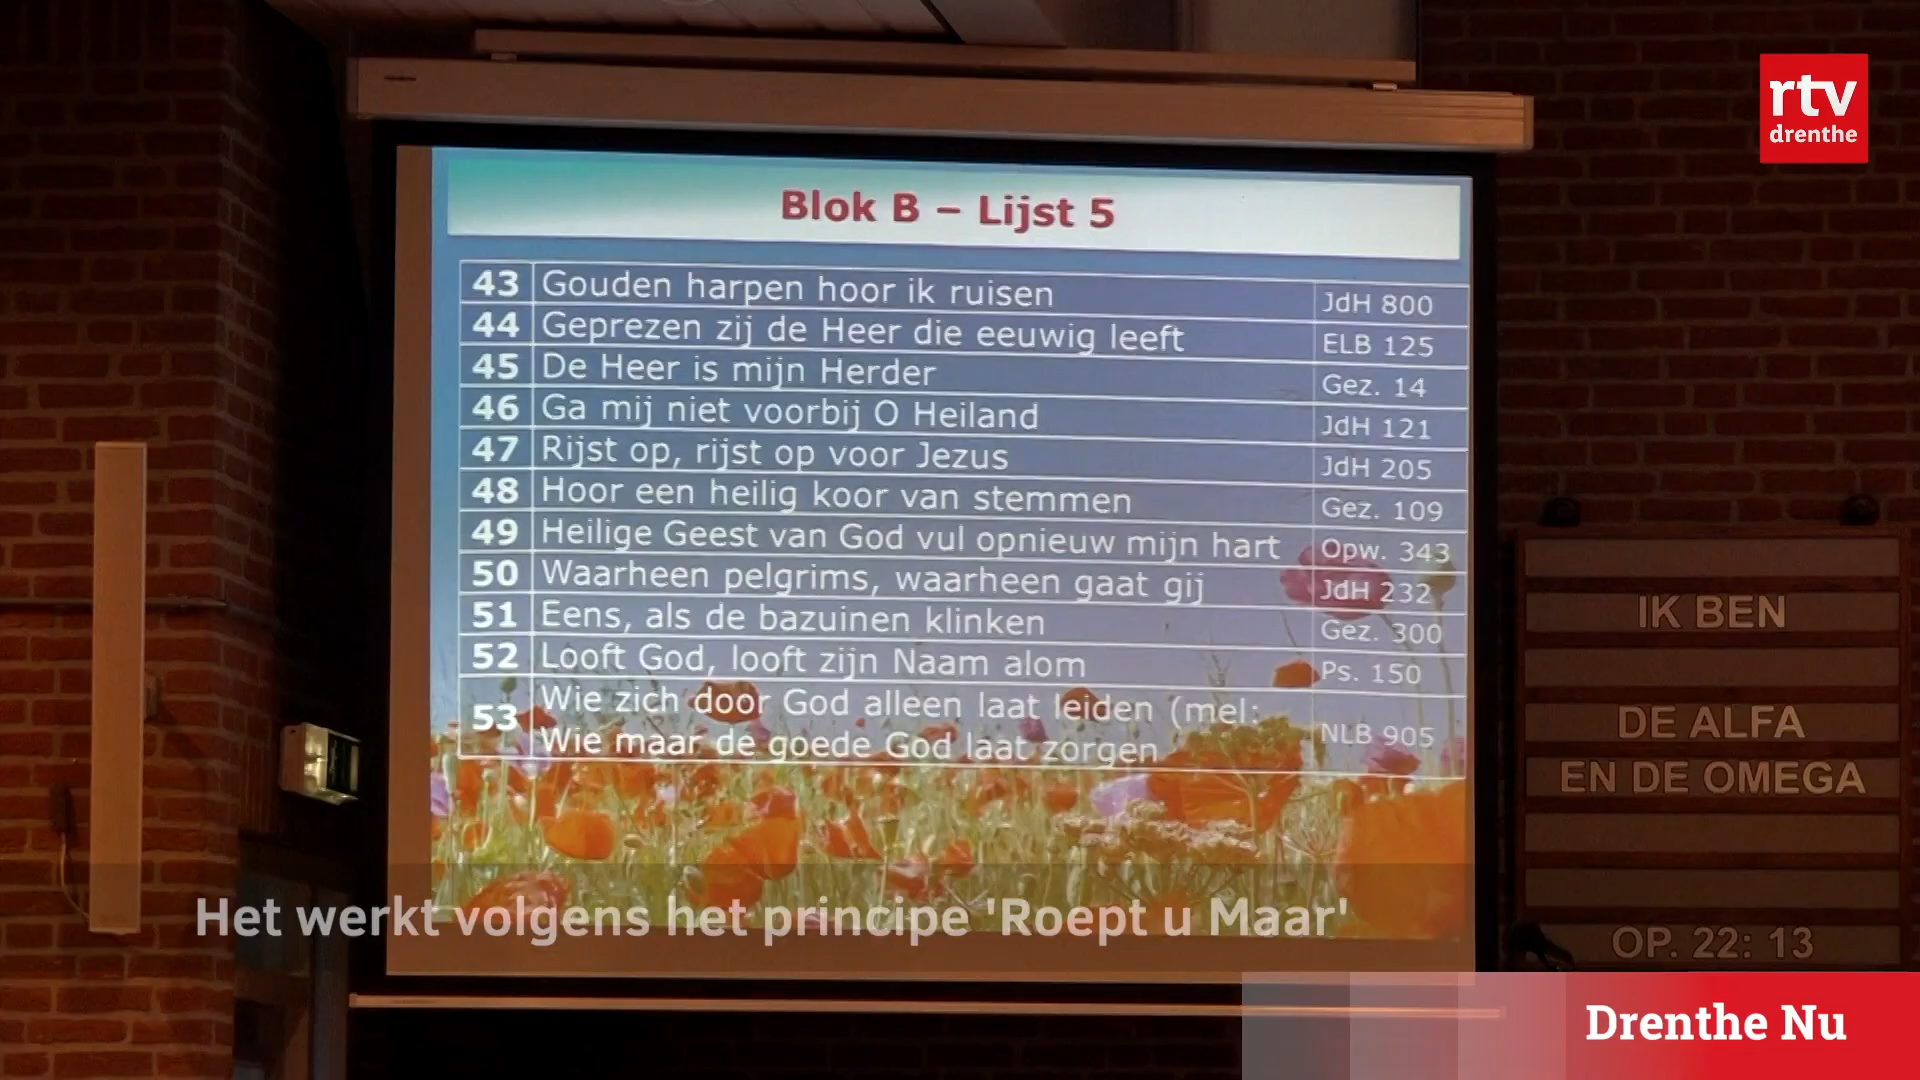 rtv
drenthe
Blok B – Lijst 5
43 Gouden harpen hoor ik ruisen JdH 800
44 Geprezen zij de Heer die eeuwig leeft ELB 125
45 De Heer is mijn Herder Gez. 14
46 Ga mij niet voorbij O Heiland JdH 121
47 Rijst op, rijst op voor Jezus JdH 205
48 Hoor een heilig koor van stemmen Gez. 109
49 Heilige Geest van God vul opnieuw mijn hart Opw. 343
50 Waarheen pelgrims, waarheen gaat gij JdH 232
51 Eens, als de bazuinen klinken Gez. 300
52 Looft God, looft zijn Naam alom Ps. 150
53 Wie zich door God alleen laat leiden (mel: NLB 905
Wie maar de goede God laat zorgen
IK BEN
DE ALFA
EN DE OMEGA
OP. 22: 13
Het werkt volgens het principe 'Roept u Maar'
Drenthe Nu